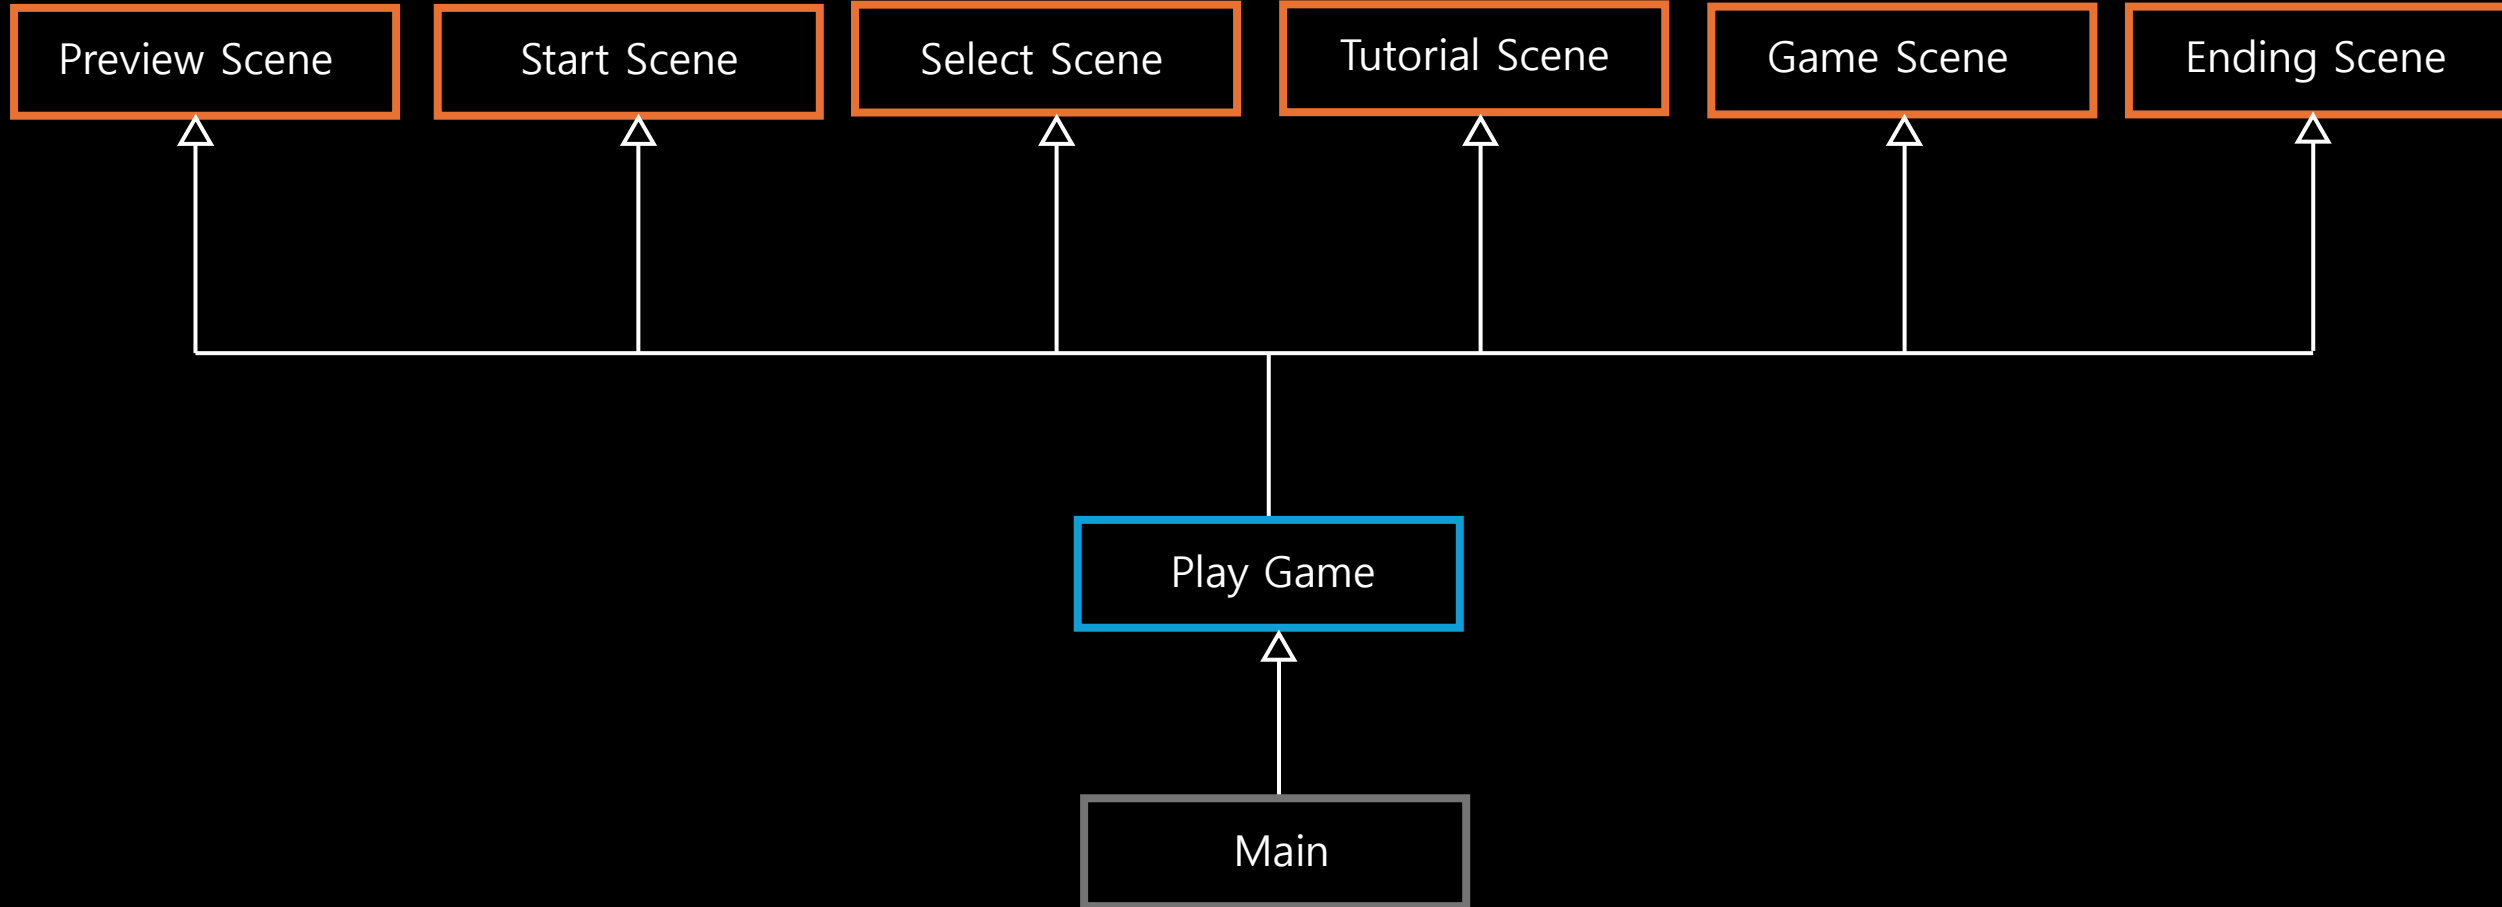 Preview Scene
Start Scene
Select Scene
Tutorial Scene
Game Scene
Ending Scene
Play Game
Main